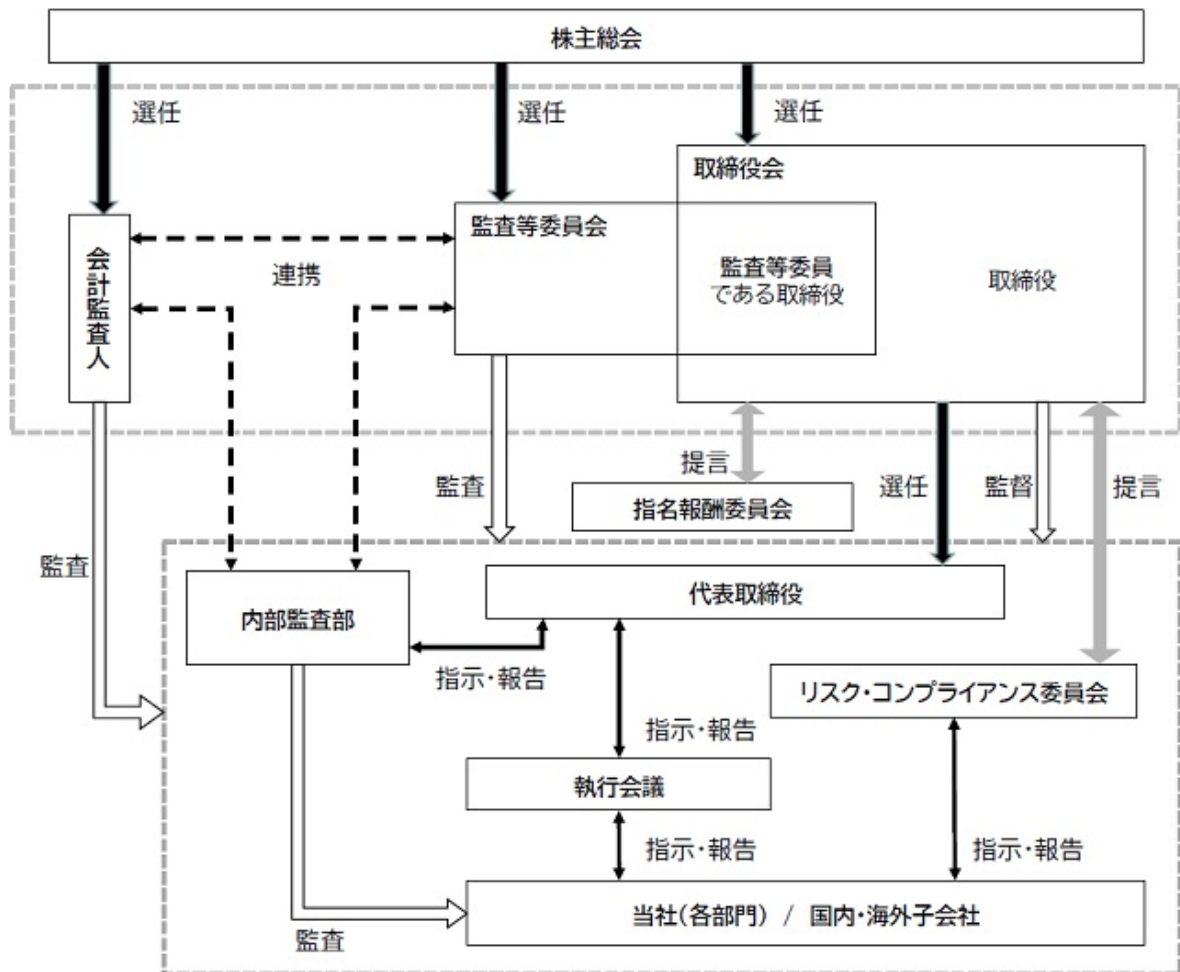 株主総会
選任
選任
選任
取締役会
監査等委員会
監査等委員
である取締役
取締役
会計監査人
連携
提言
監査
選任
監督
提言
指名報酬委員会
監査
代表取締役
内部監査部
指示・報告
リスク・コンプライアンス委員会
指示・報告
執行会議
指示・報告
指示・報告
当社(各部門) / 国内・海外子会社
監査